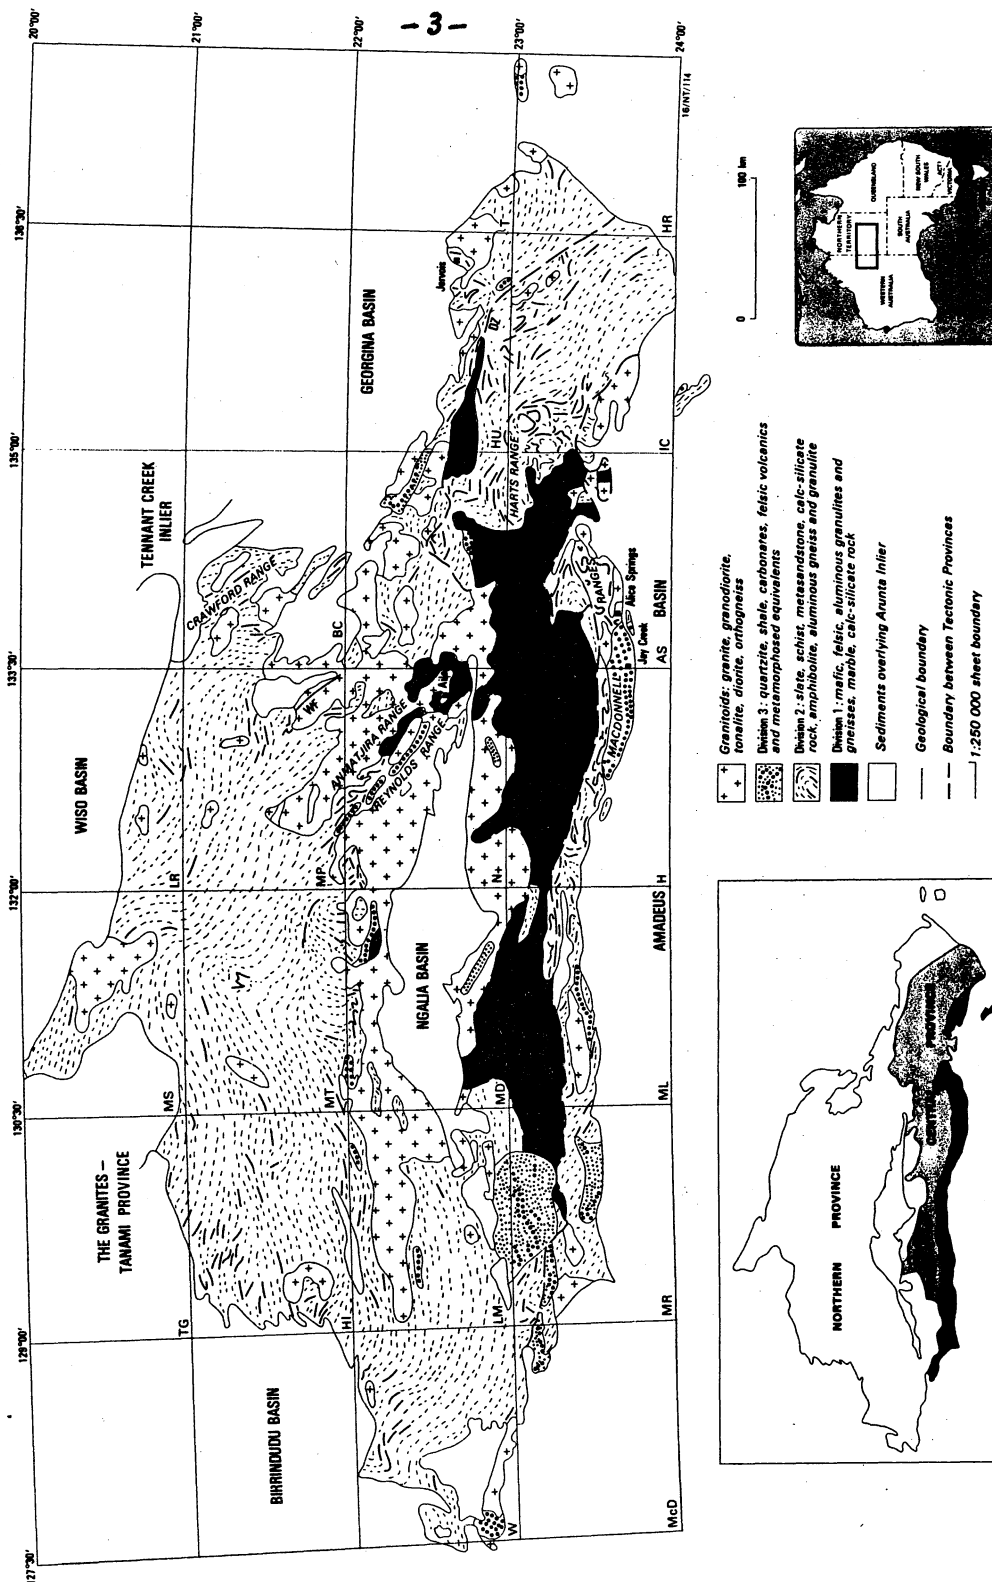 - 3 -
20°00'
21°00'
22°00'
23°00'
24°00'
127°30'
129°00'
130°30'
132°00'
133°30'
135°00'
136°30'
16/NT/114
BIRRINDUDU BASIN
THE GRANITES –
TANAMI PROVINCE
WISO BASIN
TENNANT CREEK
INLIER
GEORGINA BASIN
NGALIA BASIN
AMADEUS
BASIN
CRAWFORD RANGE
ANMATJIRA RANGE
REYNOLDS RANGE
HARTS RANGE
MACDONNELL
RANGES
Jervois
Alice Springs
Jay Creek
TG
MS
LR
HI
MT
MP
BC
WF
W
LM
MD
N
HU
DZ
McD
MR
ML
H
AS
IC
HR
Granitoids: granite, granodiorite,
tonalite, diorite, orthogneiss
Division 3: quartzite, shale, carbonares, felsic volcanics
and metamorphosed equivalents
Division 2: slate, schist, metasandstone, calc-silicate
rock, amphibolite, aluminous gneiss and granulite
Division 1: mafic, felsic, aluminous granulites and
gneisses, marble, calc-silicate rock
Sediments overlying Arunta Inlier
Geological boundary
Boundary between Tectonic Provinces
1:250 000 sheet boundary
0
100 km
WESTERN
AUSTRALIA
NORTHERN
TERRITORY
SOUTH
AUSTRALIA
QUEENSLAND
NEW SOUTH
WALES
ACT
VICTORIA
NORTHERN PROVINCE
CENTRAL PROVINCE